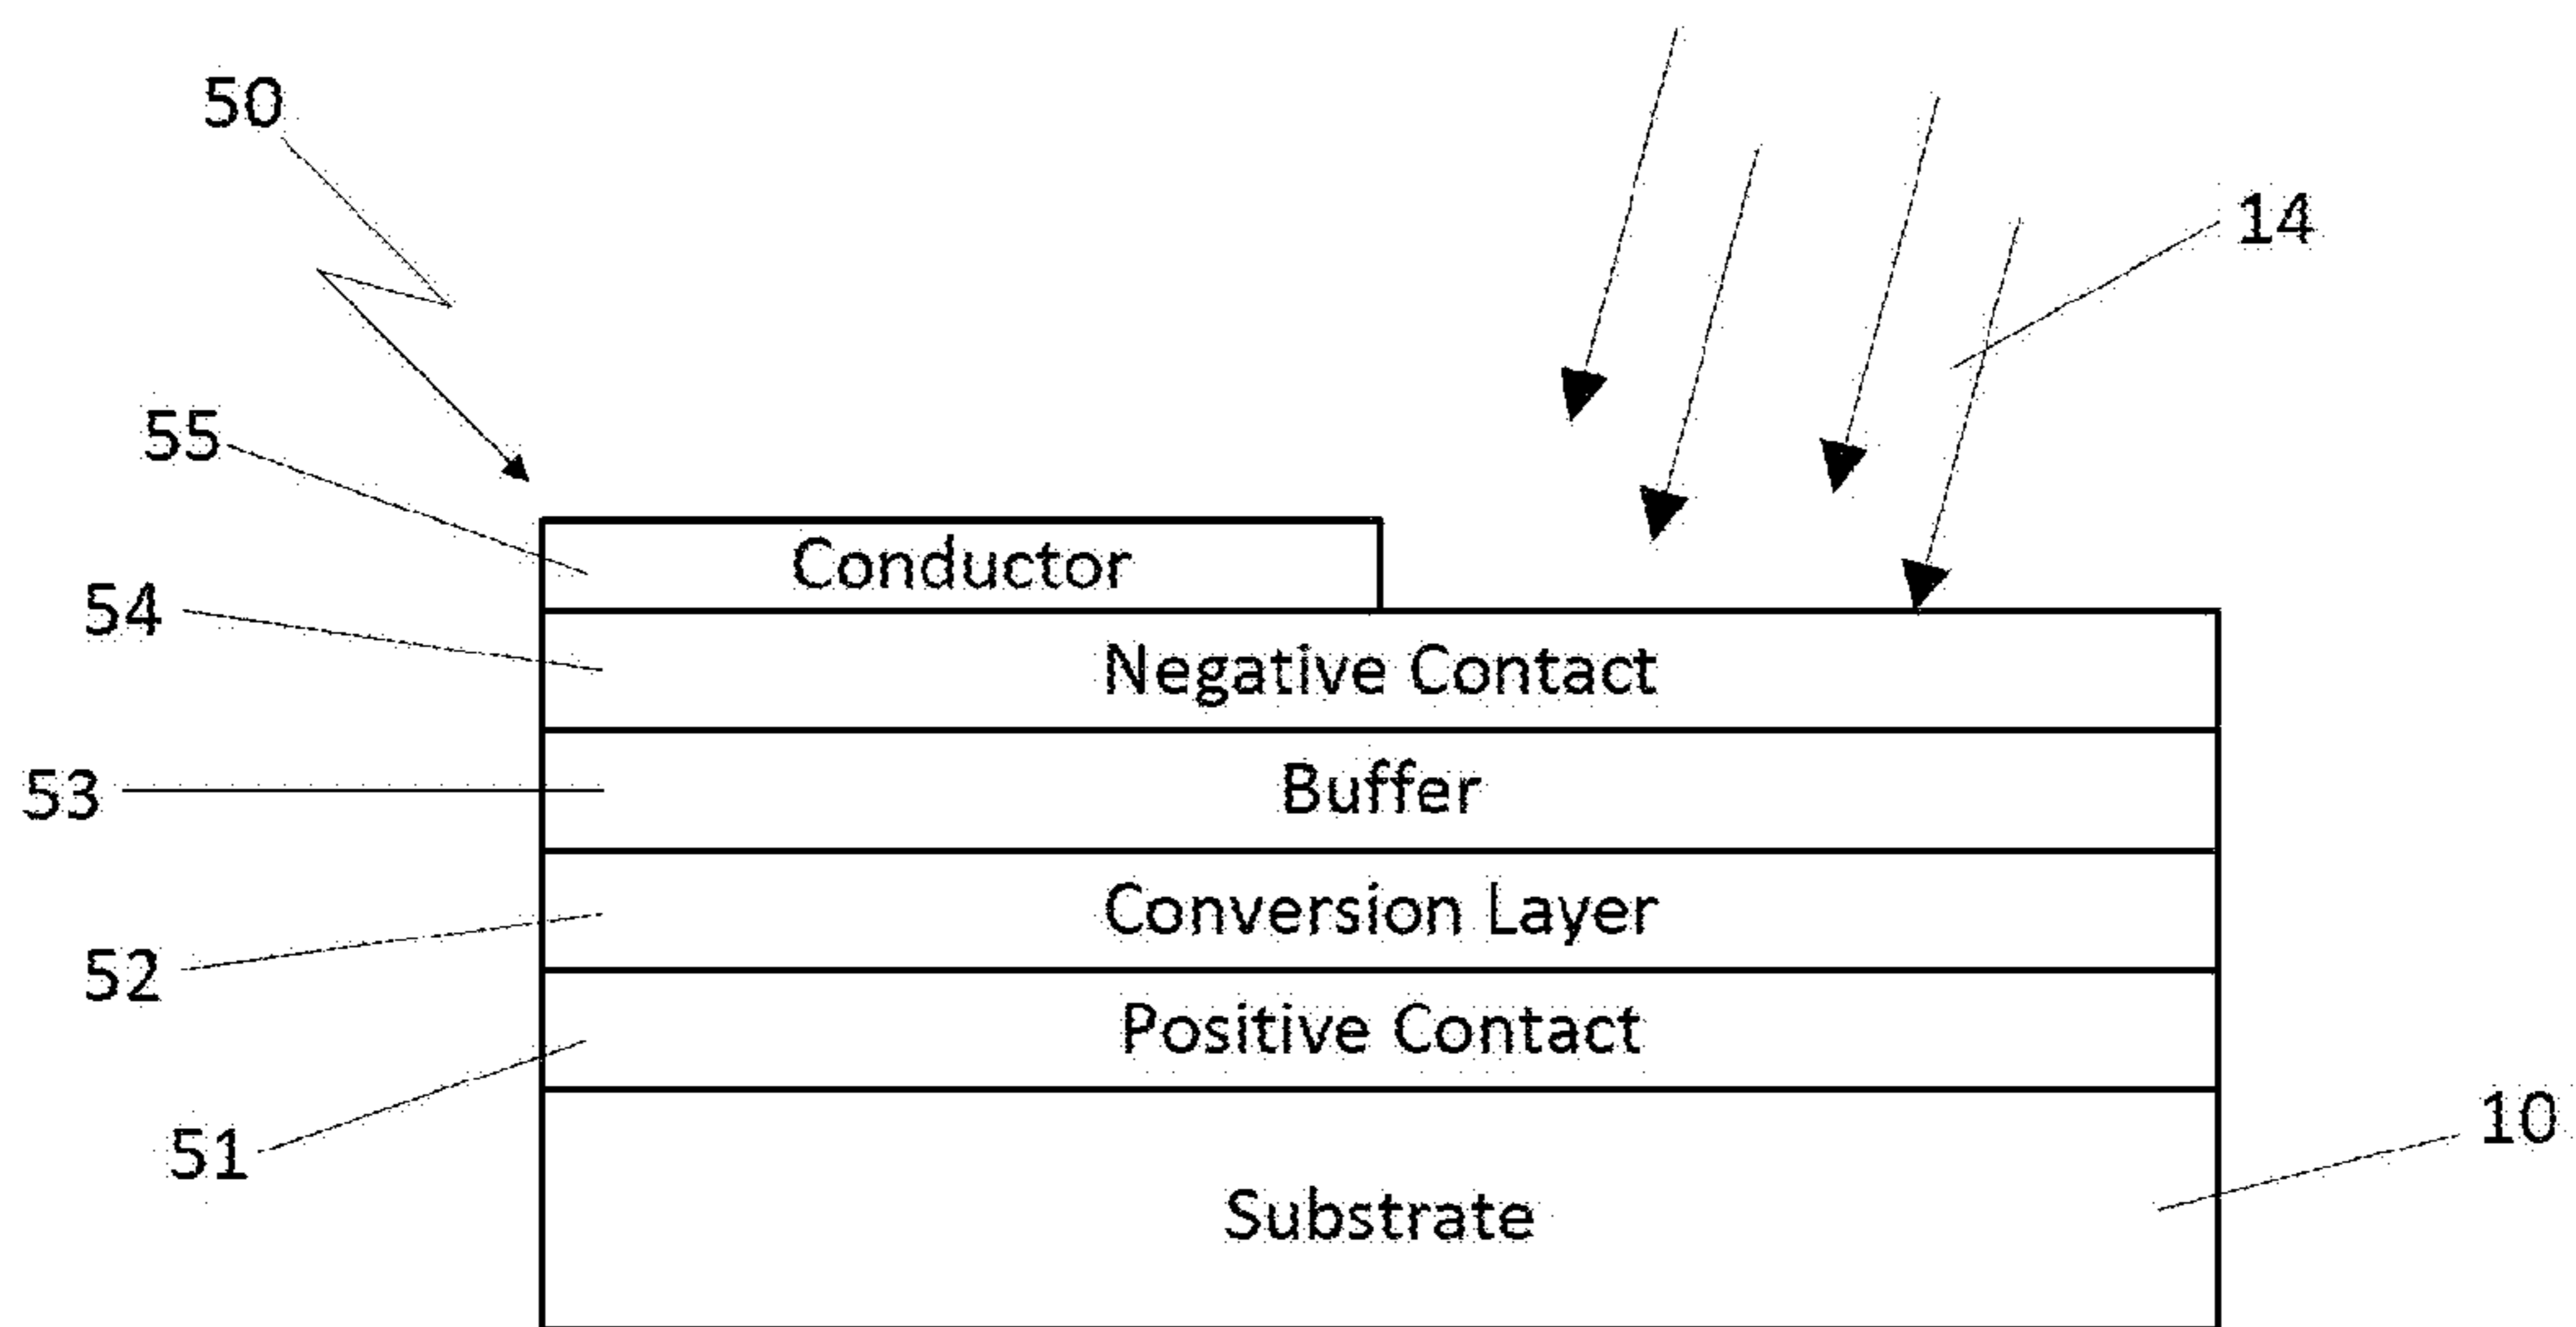 50
14
55
Conductor
54
Negative Contact
53
Buffer
Conversion Layer
52
Positive Contact
51
10
Substrate